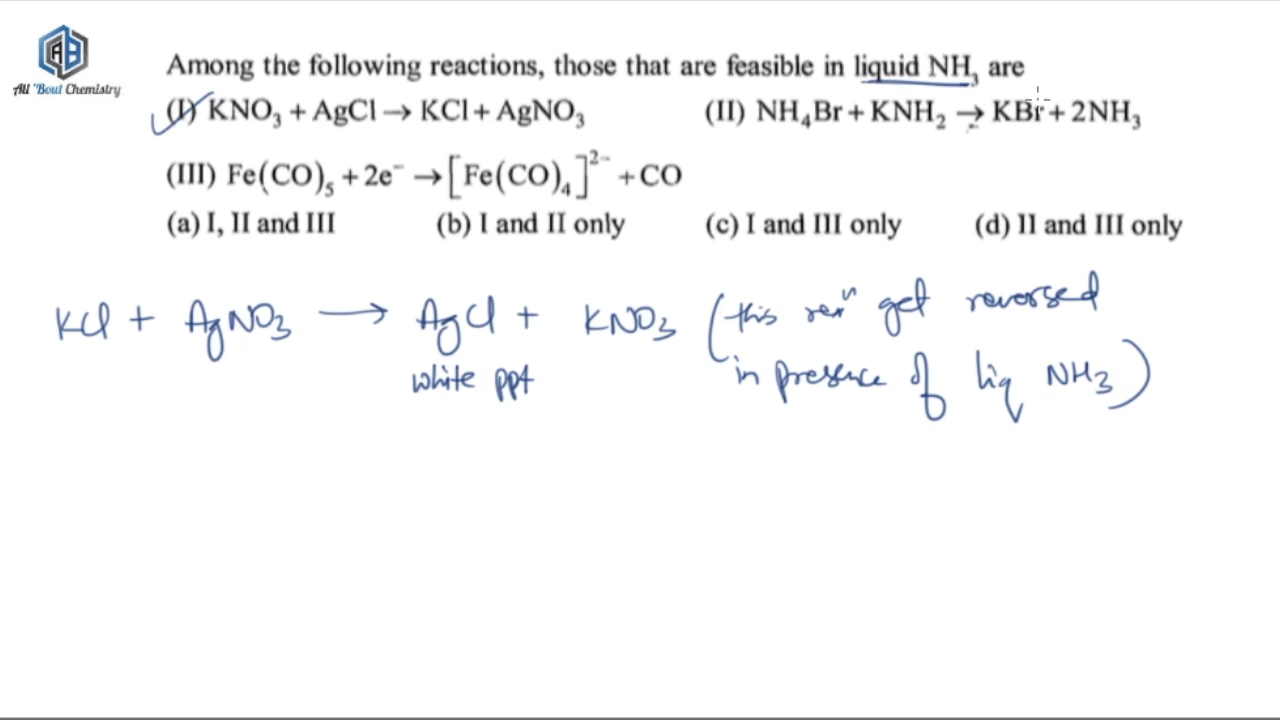 All 'Bout Chemistry
Among the following reactions, those that are feasible in liquid NH₃ are
(I) KNO₃ + AgCl → KCl + AgNO₃ (II) NH₄Br + KNH₂ → KBr + 2NH₃
(III) Fe(CO)₅ + 2e⁻ → [Fe(CO)₄]²⁻ + CO
(a) I, II and III (b) I and II only (c) I and III only (d) II and III only
KCl + AgNO₃ → AgCl + KNO₃ (this rexⁿ get reversed
white ppt in presence of liq NH₃)